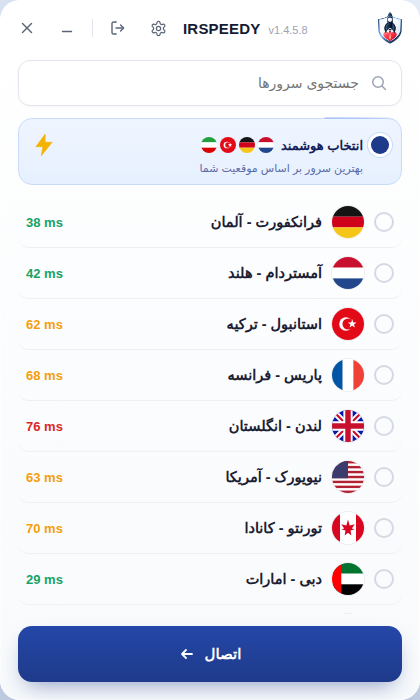 IRSPEEDY v1.4.5.8
جستجوی سرورها
انتخاب هوشمند
بهترین سرور بر اساس موقعیت شما
فرانکفورت - آلمان 38 ms
آمستردام - هلند 42 ms
استانبول - ترکیه 62 ms
پاریس - فرانسه 68 ms
لندن - انگلستان 76 ms
نیویورک - آمریکا 63 ms
تورنتو - کانادا 70 ms
دبی - امارات 29 ms
اتصال